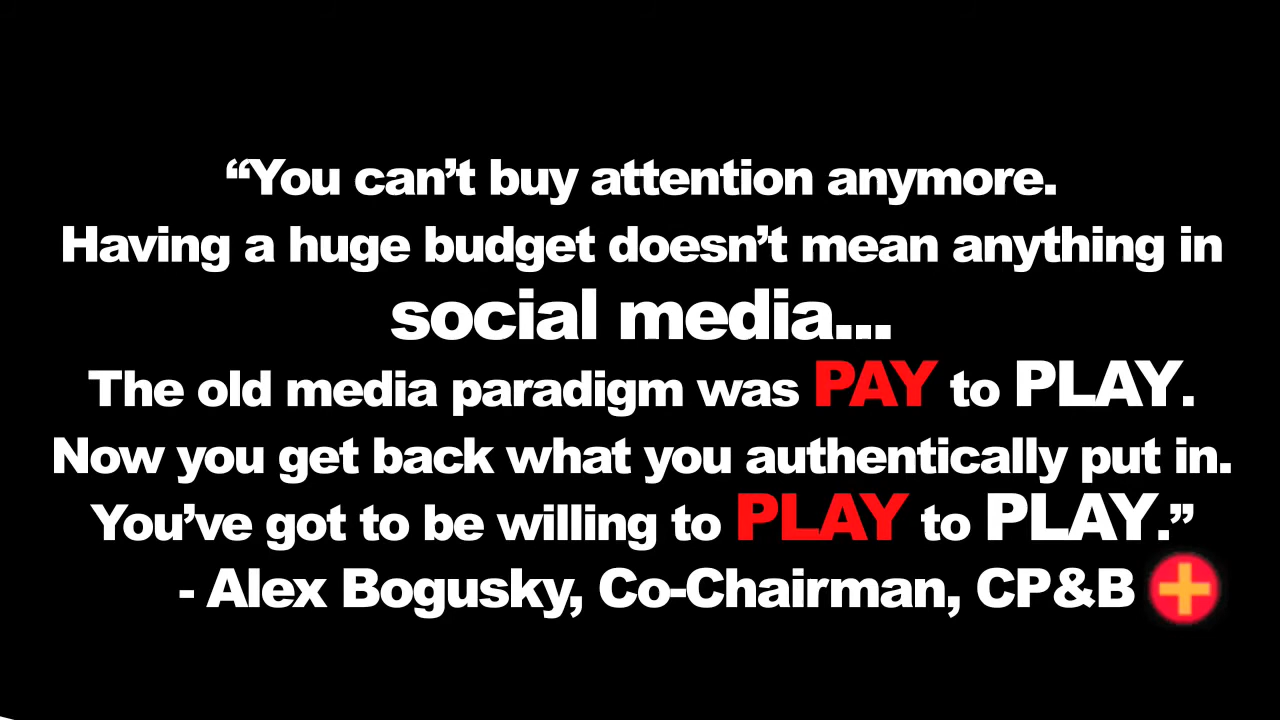 “You can’t buy attention anymore.
Having a huge budget doesn’t mean anything in
social media...
The old media paradigm was PAY to PLAY.
Now you get back what you authentically put in.
You’ve got to be willing to PLAY to PLAY.”
- Alex Bogusky, Co-Chairman, CP&B